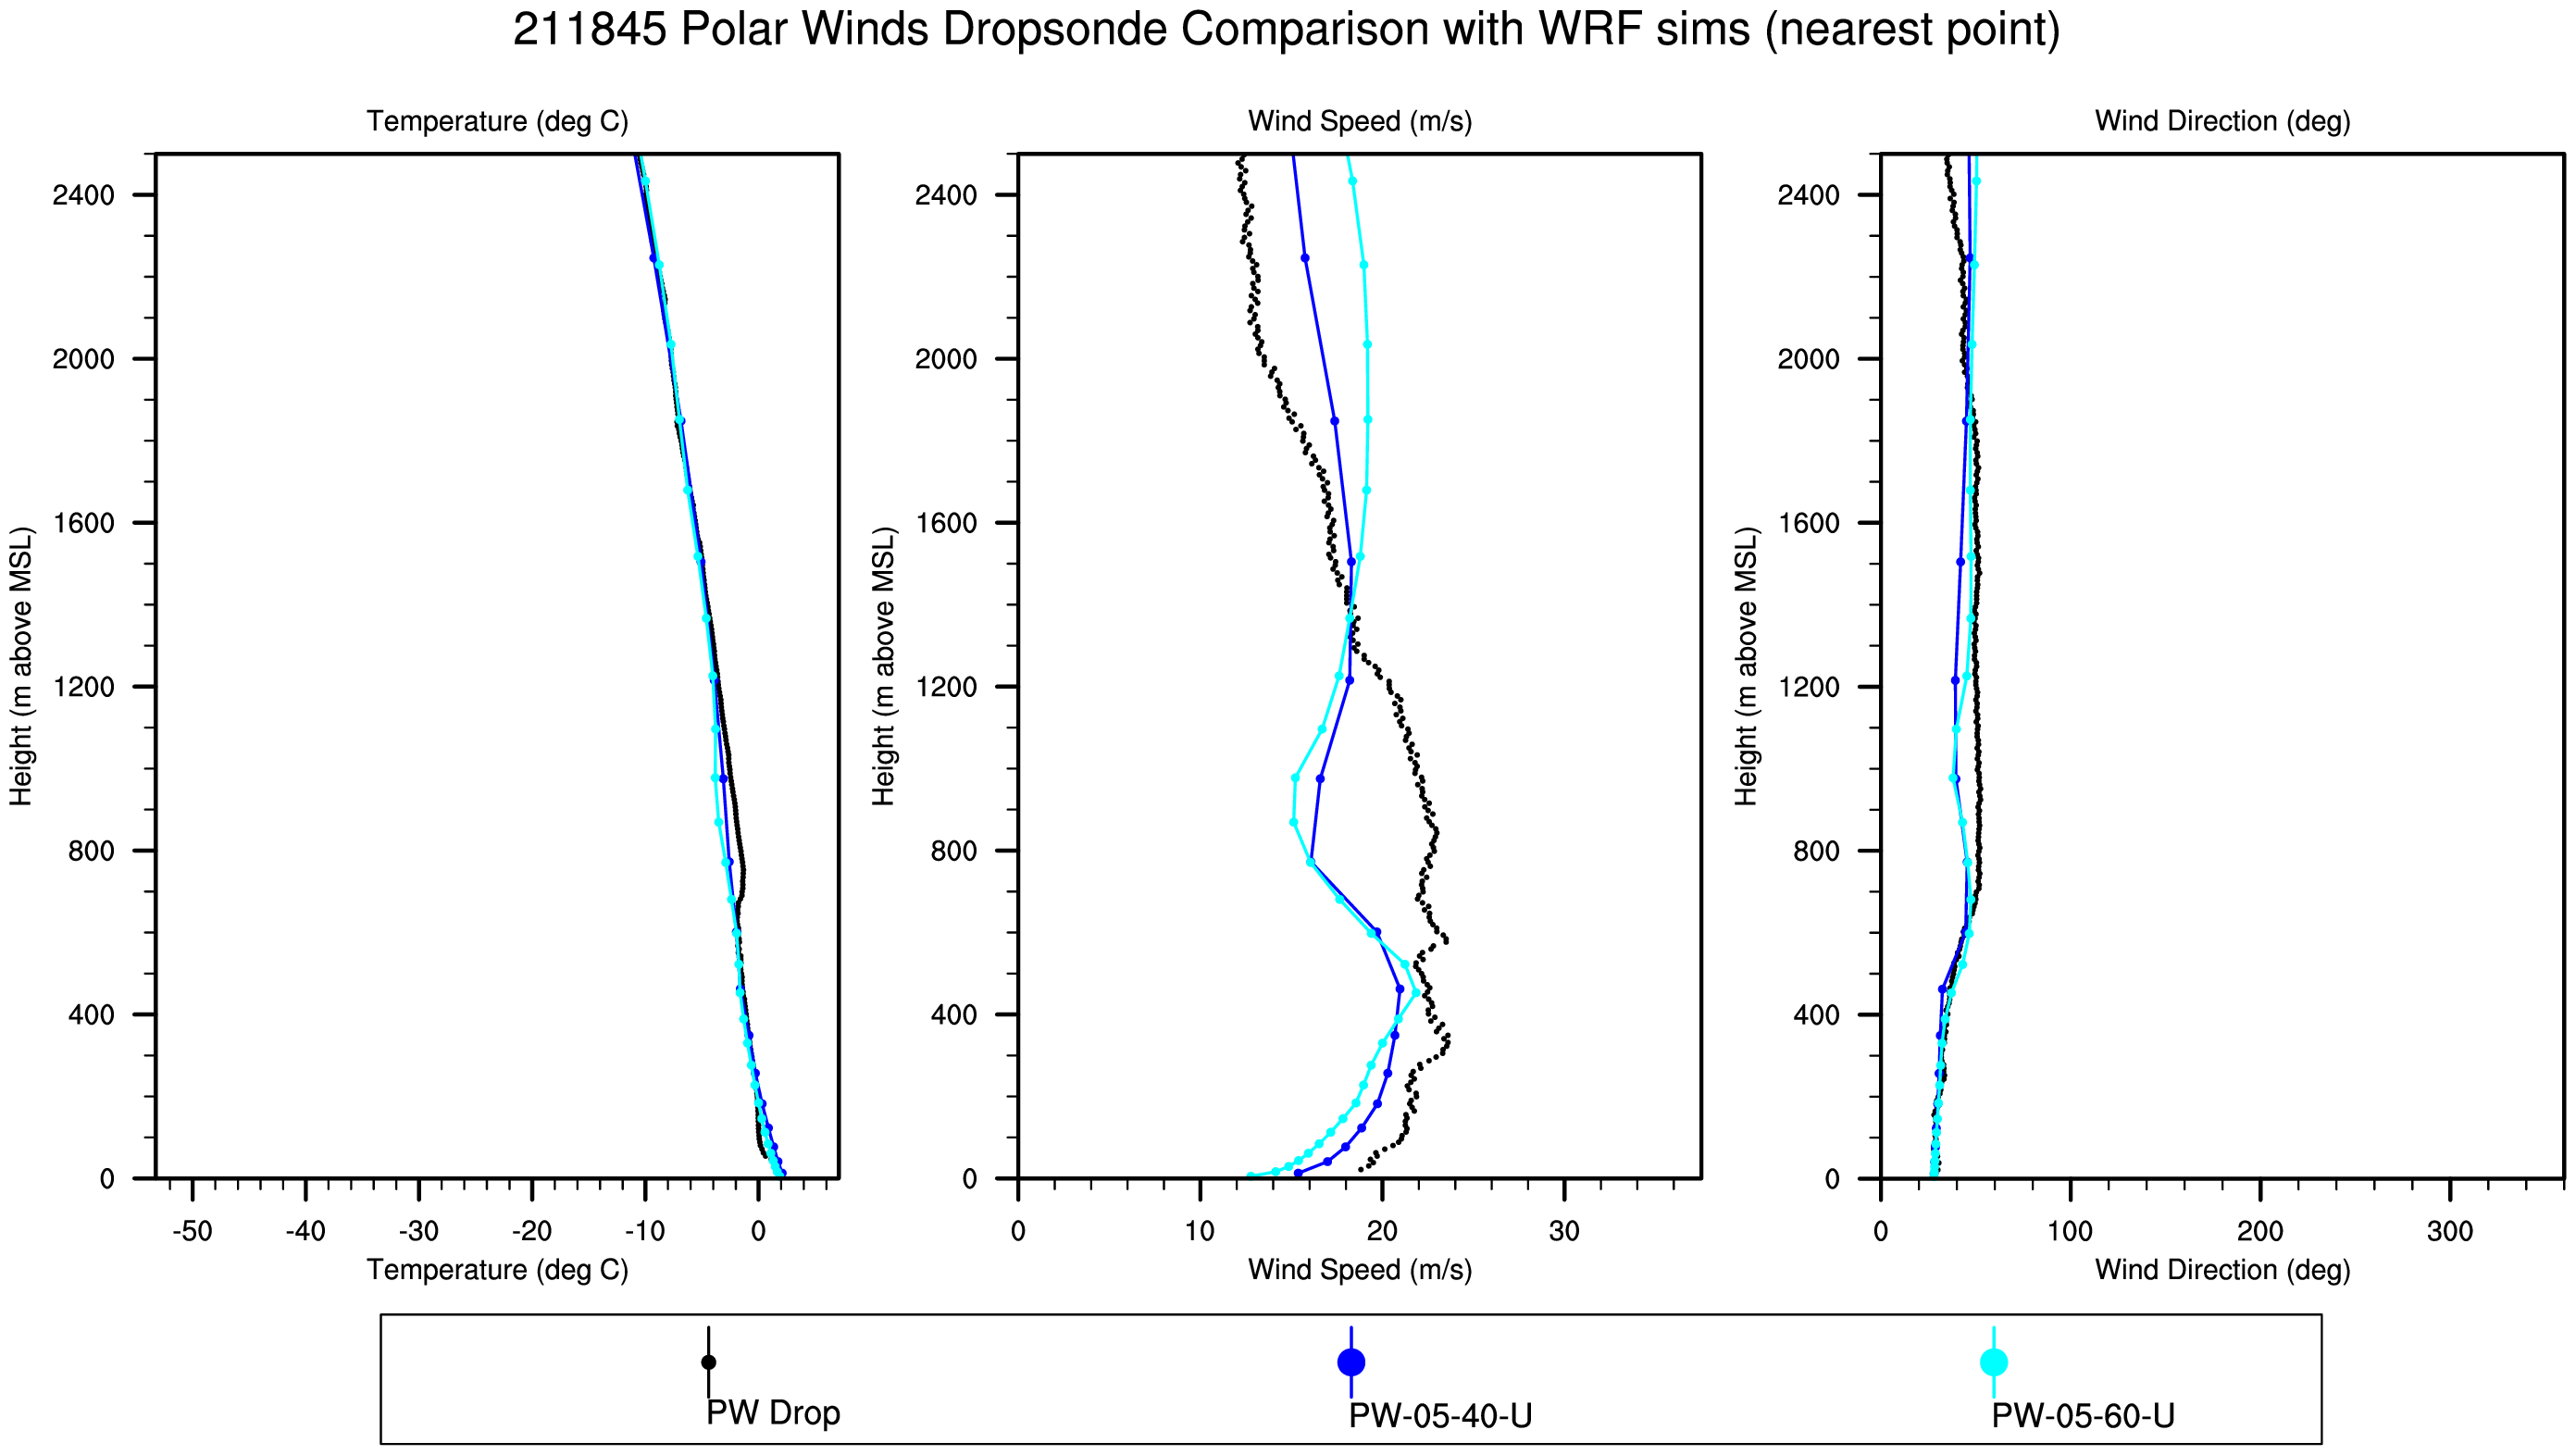 211845 Polar Winds Dropsonde Comparison with WRF sims (nearest point)
Temperature (deg C)
Wind Speed (m/s)
Wind Direction (deg)
Height (m above MSL)
2400
2000
1600
1200
800
400
0
-50 -40 -30 -20 -10 0
Temperature (deg C)
Height (m above MSL)
2400
2000
1600
1200
800
400
0
0 10 20 30
Wind Speed (m/s)
Height (m above MSL)
2400
2000
1600
1200
800
400
0
0 100 200 300
Wind Direction (deg)
PW Drop
PW-05-40-U
PW-05-60-U